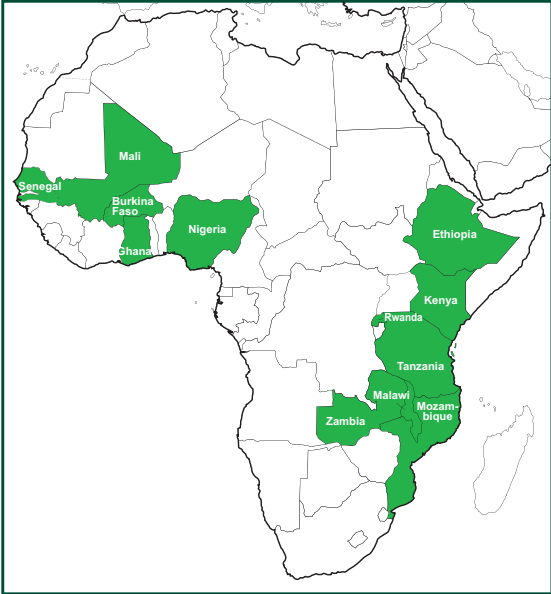 Mali
Senegal
Burkina
Faso
Nigeria
Ghana
Ethiopia
Kenya
Rwanda
Tanzania
Malawi
Mozam-
bique
Zambia